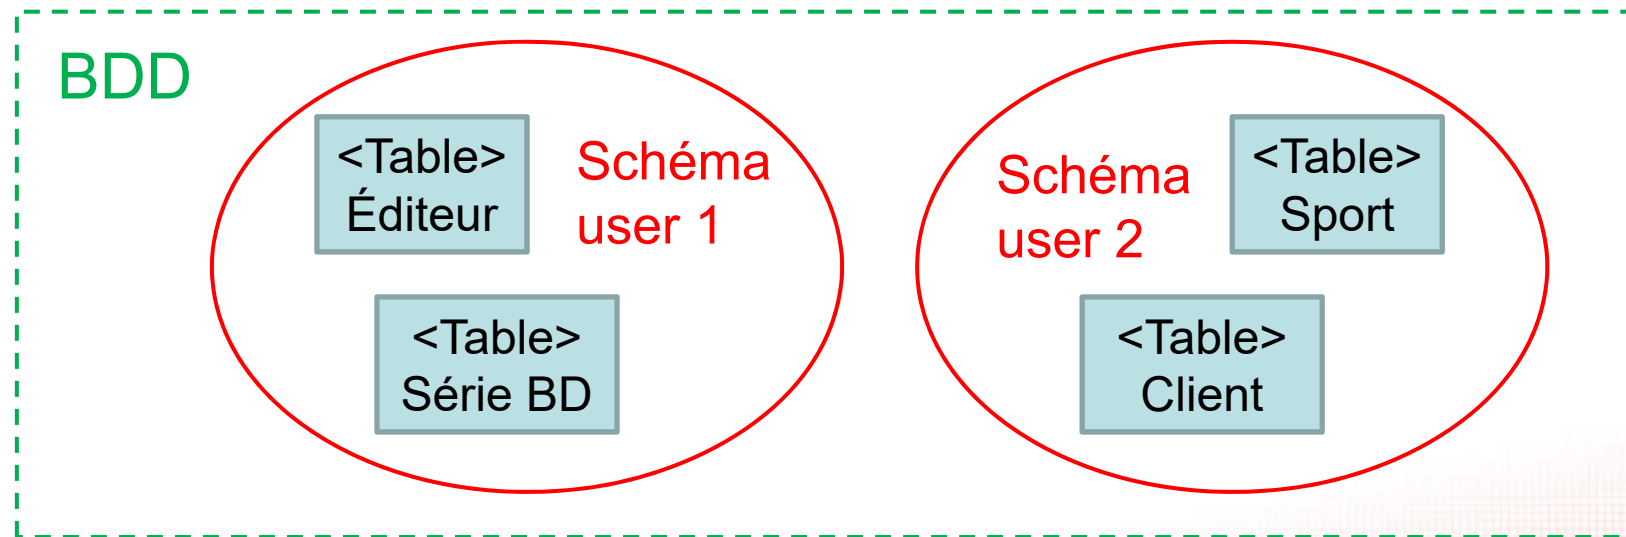 BDD
<Table>
Éditeur
Schéma
user 1
<Table>
Série BD
Schéma
user 2
<Table>
Sport
<Table>
Client